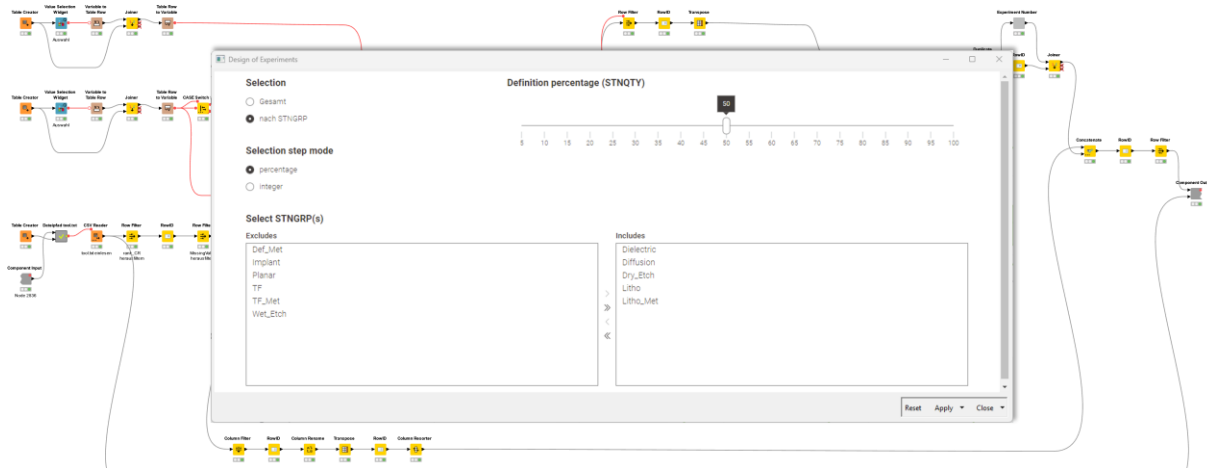 Table Creator
Value Selection
Widget
Variable to
Table Row
Joiner
Table Row
to Variable
Auswahl
Row Filter
RowID
Transpose
Experiment Number
RowID
Joiner
Design of Experiments
Selection
Gesamt
nach STNGRP
Selection step mode
percentage
integer
Definition percentage (STNQTY)
50
5 10 15 20 25 30 35 40 45 50 55 60 65 70 75 80 85 90 95 100
Select STNGRP(s)
Excludes
Def_Met
Implant
Planar
TF
TF_Met
Wet_Etch
Includes
Dielectric
Diffusion
Dry_Etch
Litho
Litho_Met
Reset
Apply
Close
Table Creator
Value Selection
Widget
Variable to
Table Row
Joiner
Table Row
to Variable
CASE Switch
Auswahl
Table Creator
CSV Reader
Row Filter
RowID
Component Input
Concatenate
RowID
Row Filter
Column Filter
RowID
Column Rename
Transpose
RowID
Column Resorter